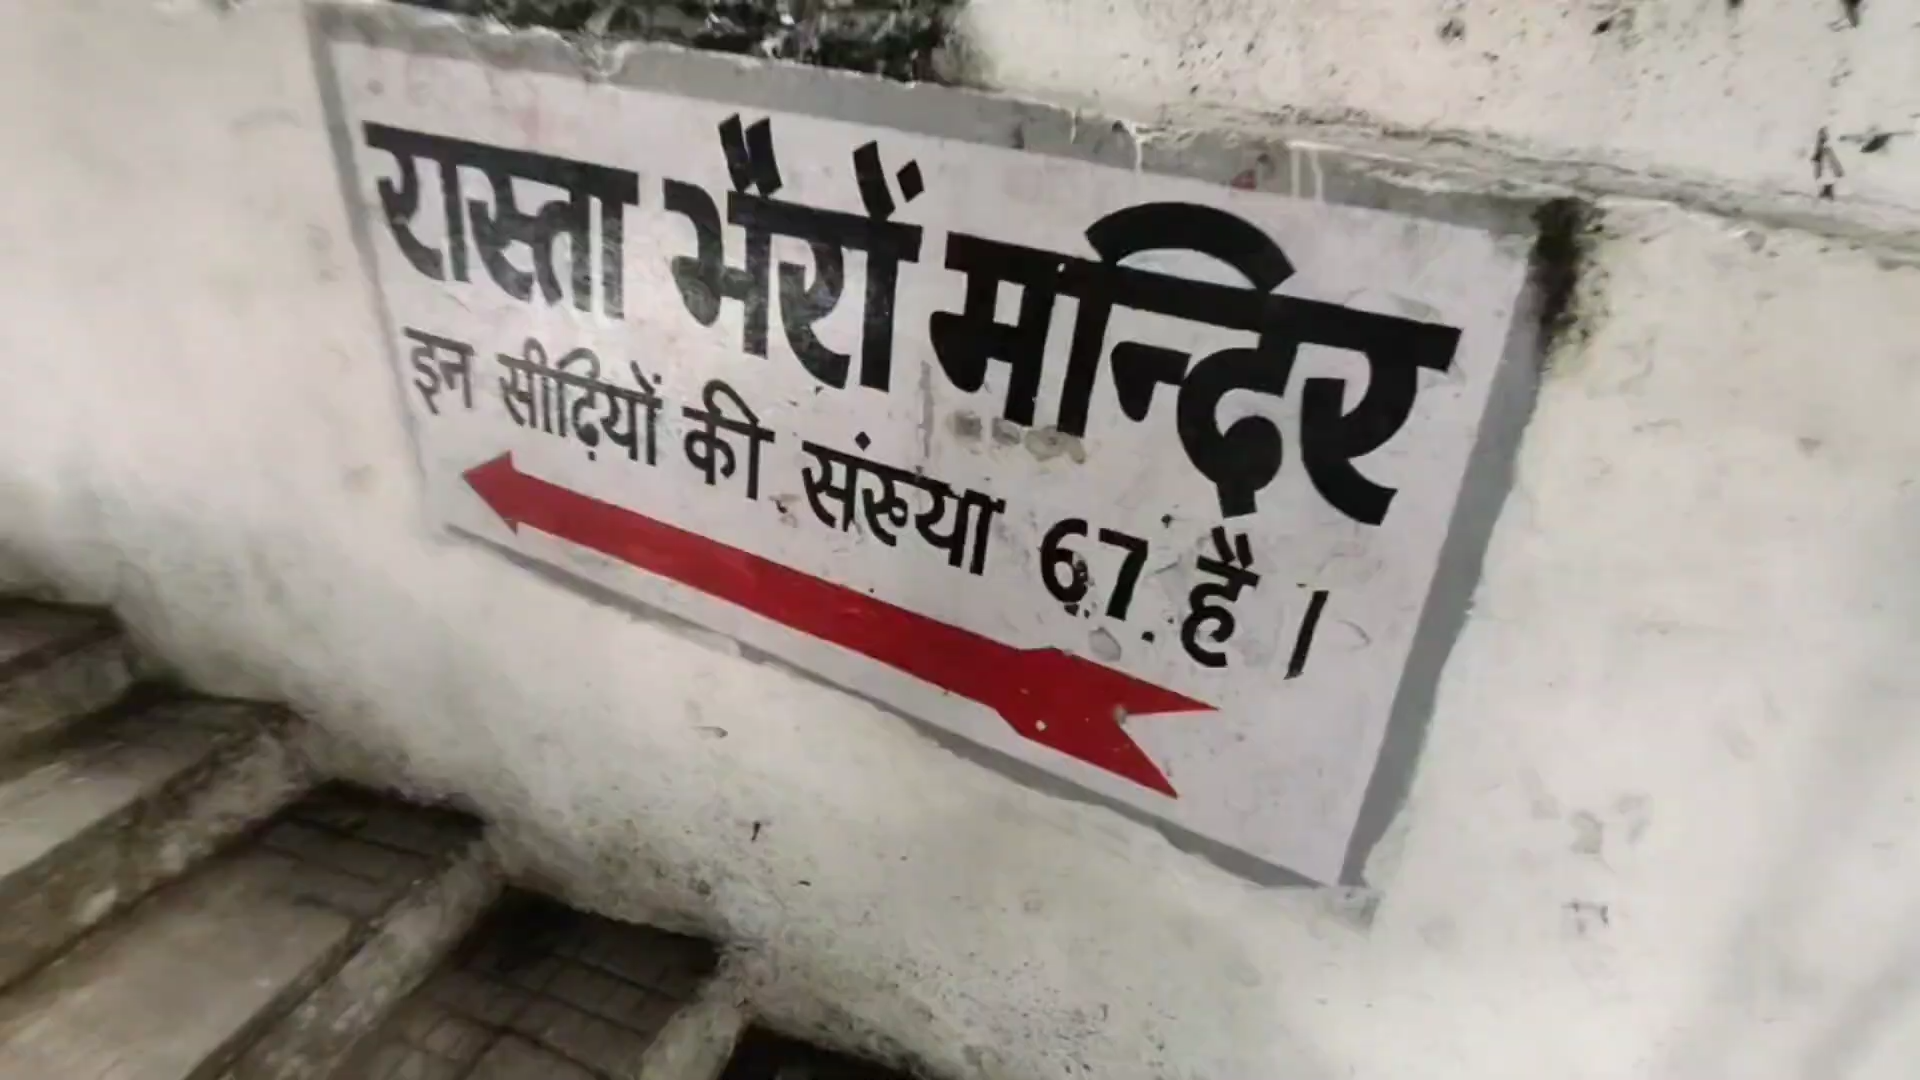 रास्ता भैरौं मन्दिर
इन सीढ़ियों की संख्या 67 है।